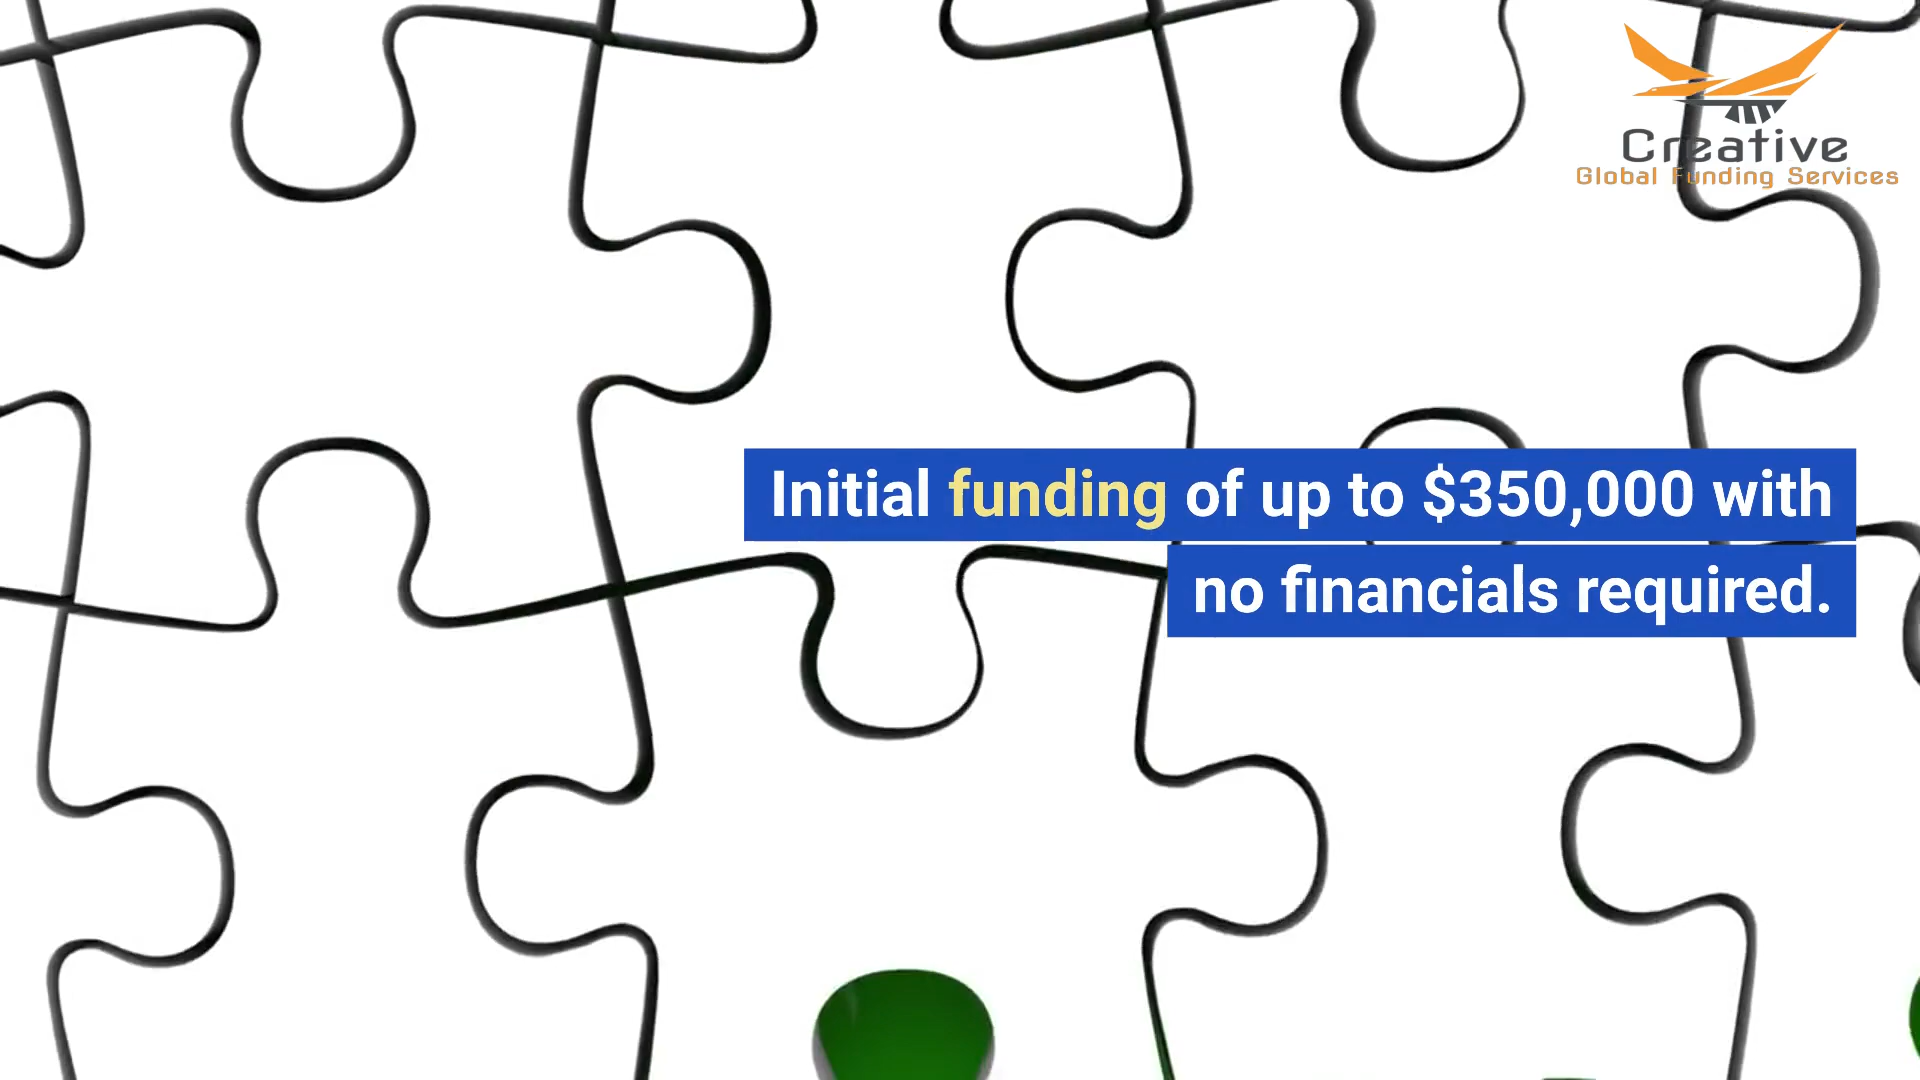 Creative
Global Funding Services
Initial funding of up to $350,000 with
no financials required.